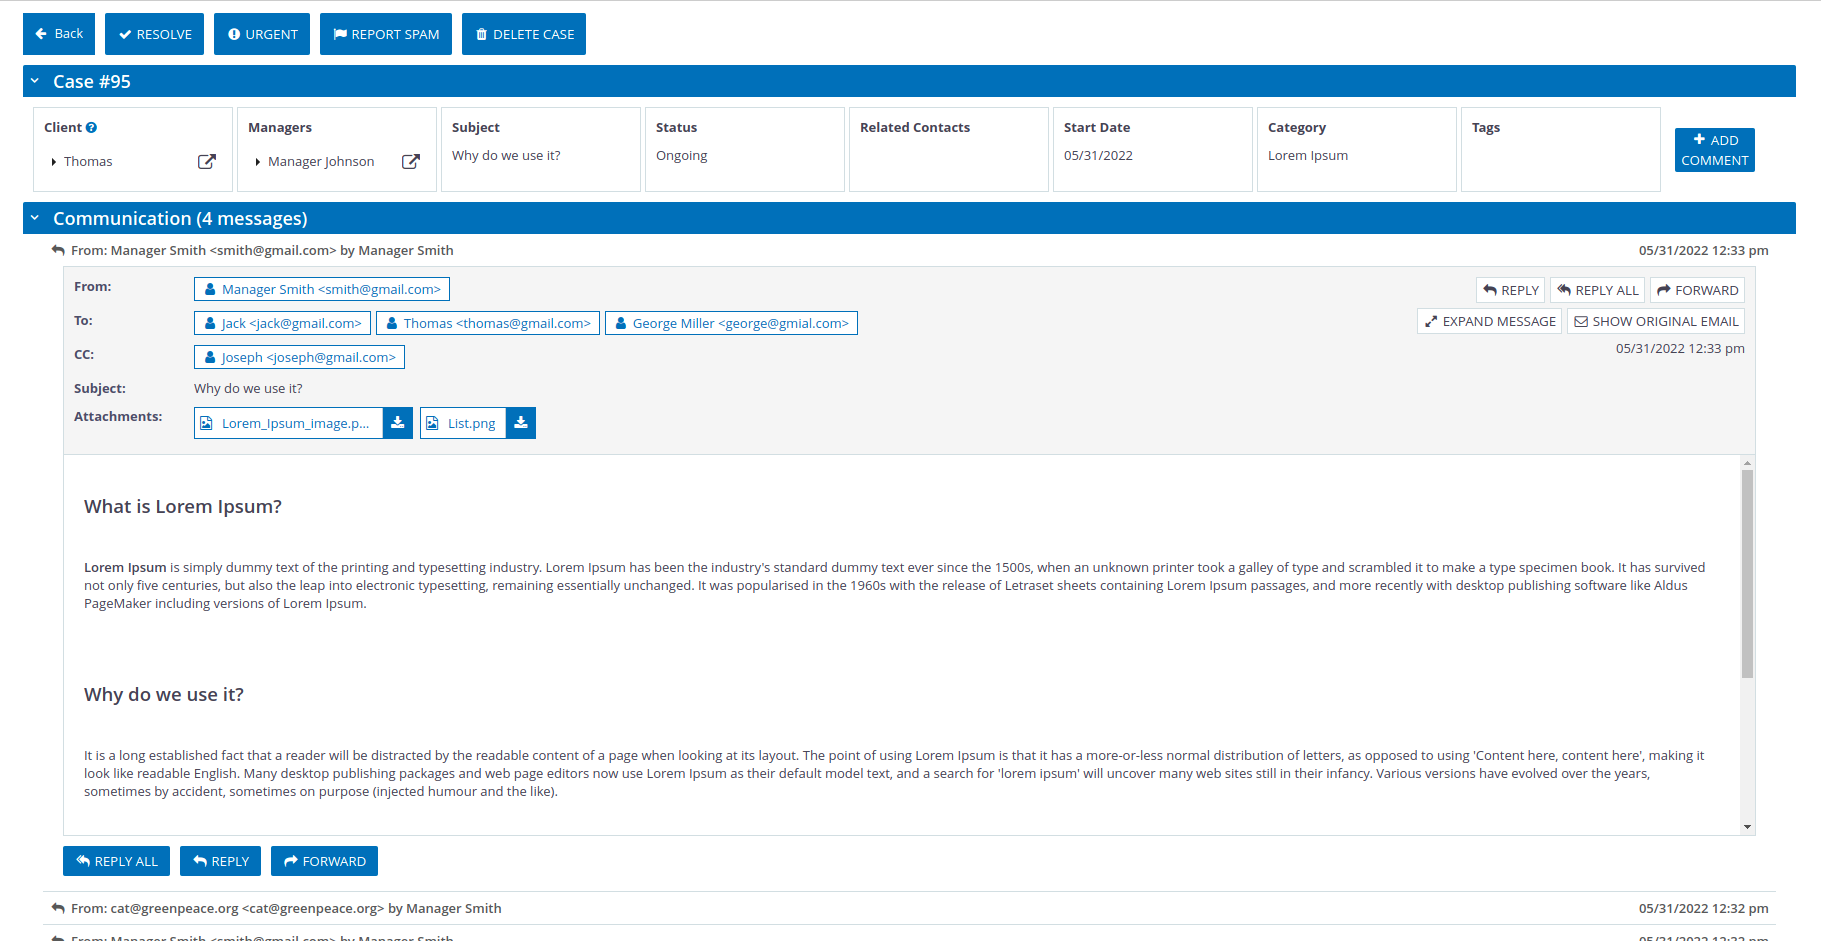 Back RESOLVE URGENT REPORT SPAM DELETE CASE
Case #95
Client Managers Subject Status Related Contacts Start Date Category Tags
Thomas Manager Johnson Why do we use it? Ongoing 05/31/2022 Lorem Ipsum
ADD
COMMENT
Communication (4 messages)
From: Manager Smith <smith@gmail.com> by Manager Smith 05/31/2022 12:33 pm
From: Manager Smith <smith@gmail.com> REPLY REPLY ALL FORWARD
To: Jack <jack@gmail.com> Thomas <thomas@gmail.com> George Miller <george@gmial.com> EXPAND MESSAGE SHOW ORIGINAL EMAIL
CC: Joseph <joseph@gmail.com> 05/31/2022 12:33 pm
Subject: Why do we use it?
Attachments: Lorem_Ipsum_image.p... List.png
What is Lorem Ipsum?
Lorem Ipsum is simply dummy text of the printing and typesetting industry. Lorem Ipsum has been the industry's standard dummy text ever since the 1500s, when an unknown printer took a galley of type and scrambled it to make a type specimen book. It has survived
not only five centuries, but also the leap into electronic typesetting, remaining essentially unchanged. It was popularised in the 1960s with the release of Letraset sheets containing Lorem Ipsum passages, and more recently with desktop publishing software like Aldus
PageMaker including versions of Lorem Ipsum.
Why do we use it?
It is a long established fact that a reader will be distracted by the readable content of a page when looking at its layout. The point of using Lorem Ipsum is that it has a more-or-less normal distribution of letters, as opposed to using 'Content here, content here', making it
look like readable English. Many desktop publishing packages and web page editors now use Lorem Ipsum as their default model text, and a search for 'lorem ipsum' will uncover many web sites still in their infancy. Various versions have evolved over the years,
sometimes by accident, sometimes on purpose (injected humour and the like).
REPLY ALL REPLY FORWARD
From: cat@greenpeace.org <cat@greenpeace.org> by Manager Smith 05/31/2022 12:32 pm
From: Manager Smith <smith@gmail.com> by Manager Smith 05/31/2022 12:32 pm